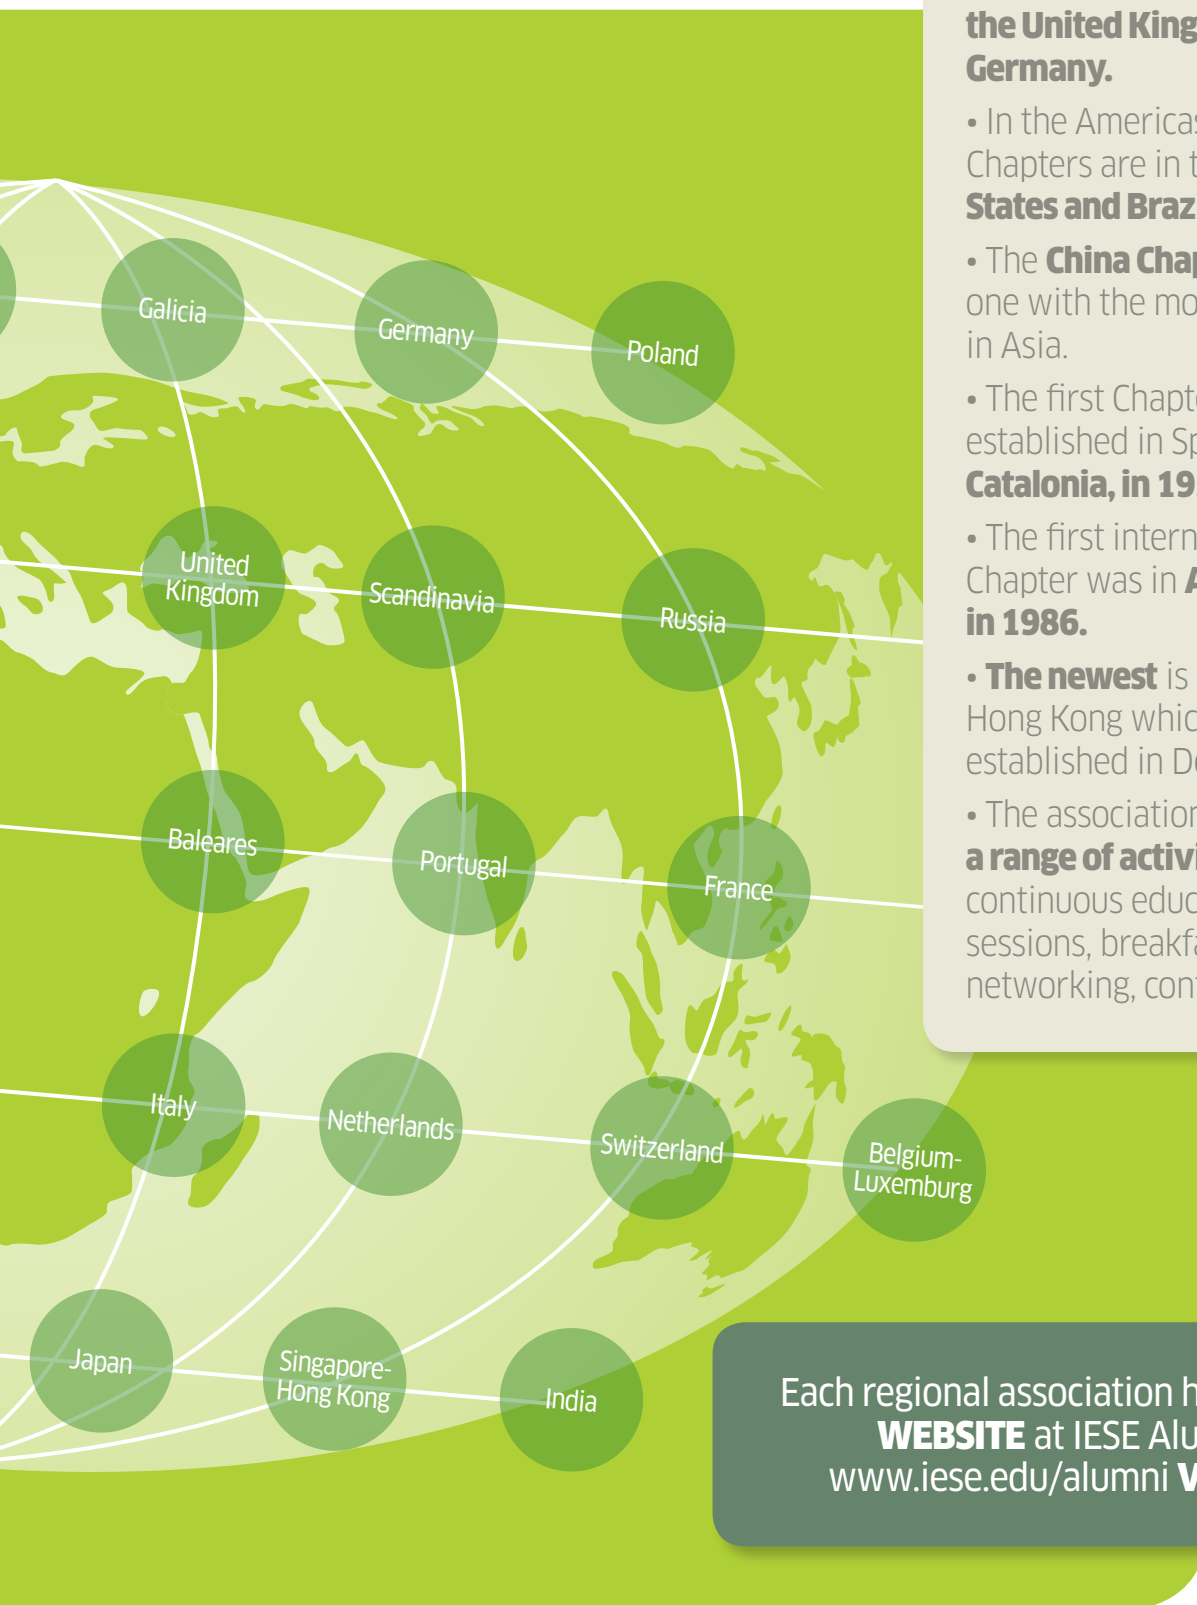 the United King
Germany.
• In the Americas
Chapters are in t
States and Braz
• The China Chap
one with the mo
in Asia.
• The first Chapte
established in Sp
Catalonia, in 19
• The first intern
Chapter was in A
in 1986.
• The newest is
Hong Kong whic
established in De
• The association
a range of activi
continuous educ
sessions, breakfa
networking, con
Galicia
Germany
Poland
United
Kingdom
Scandinavia
Russia
Baleares
Portugal
France
Italy
Netherlands
Switzerland
Belgium-
Luxemburg
Japan
Singapore-
Hong Kong
India
Each regional association h
WEBSITE at IESE Alu
www.iese.edu/alumni V